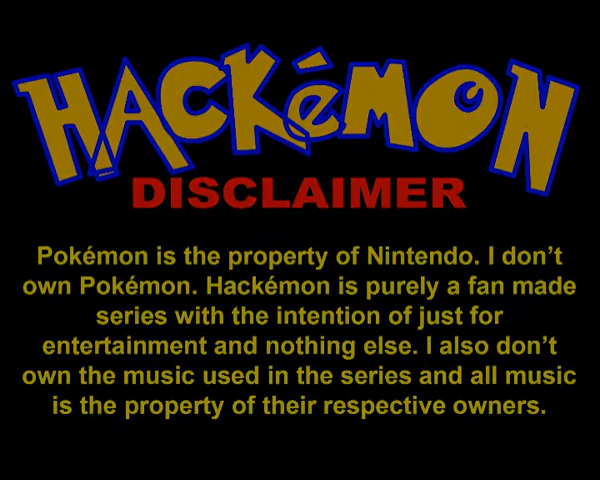 HACKéMON
DISCLAIMER
Pokémon is the property of Nintendo. I don't
own Pokémon. Hackémon is purely a fan made
series with the intention of just for
entertainment and nothing else. I also don't
own the music used in the series and all music
is the property of their respective owners.